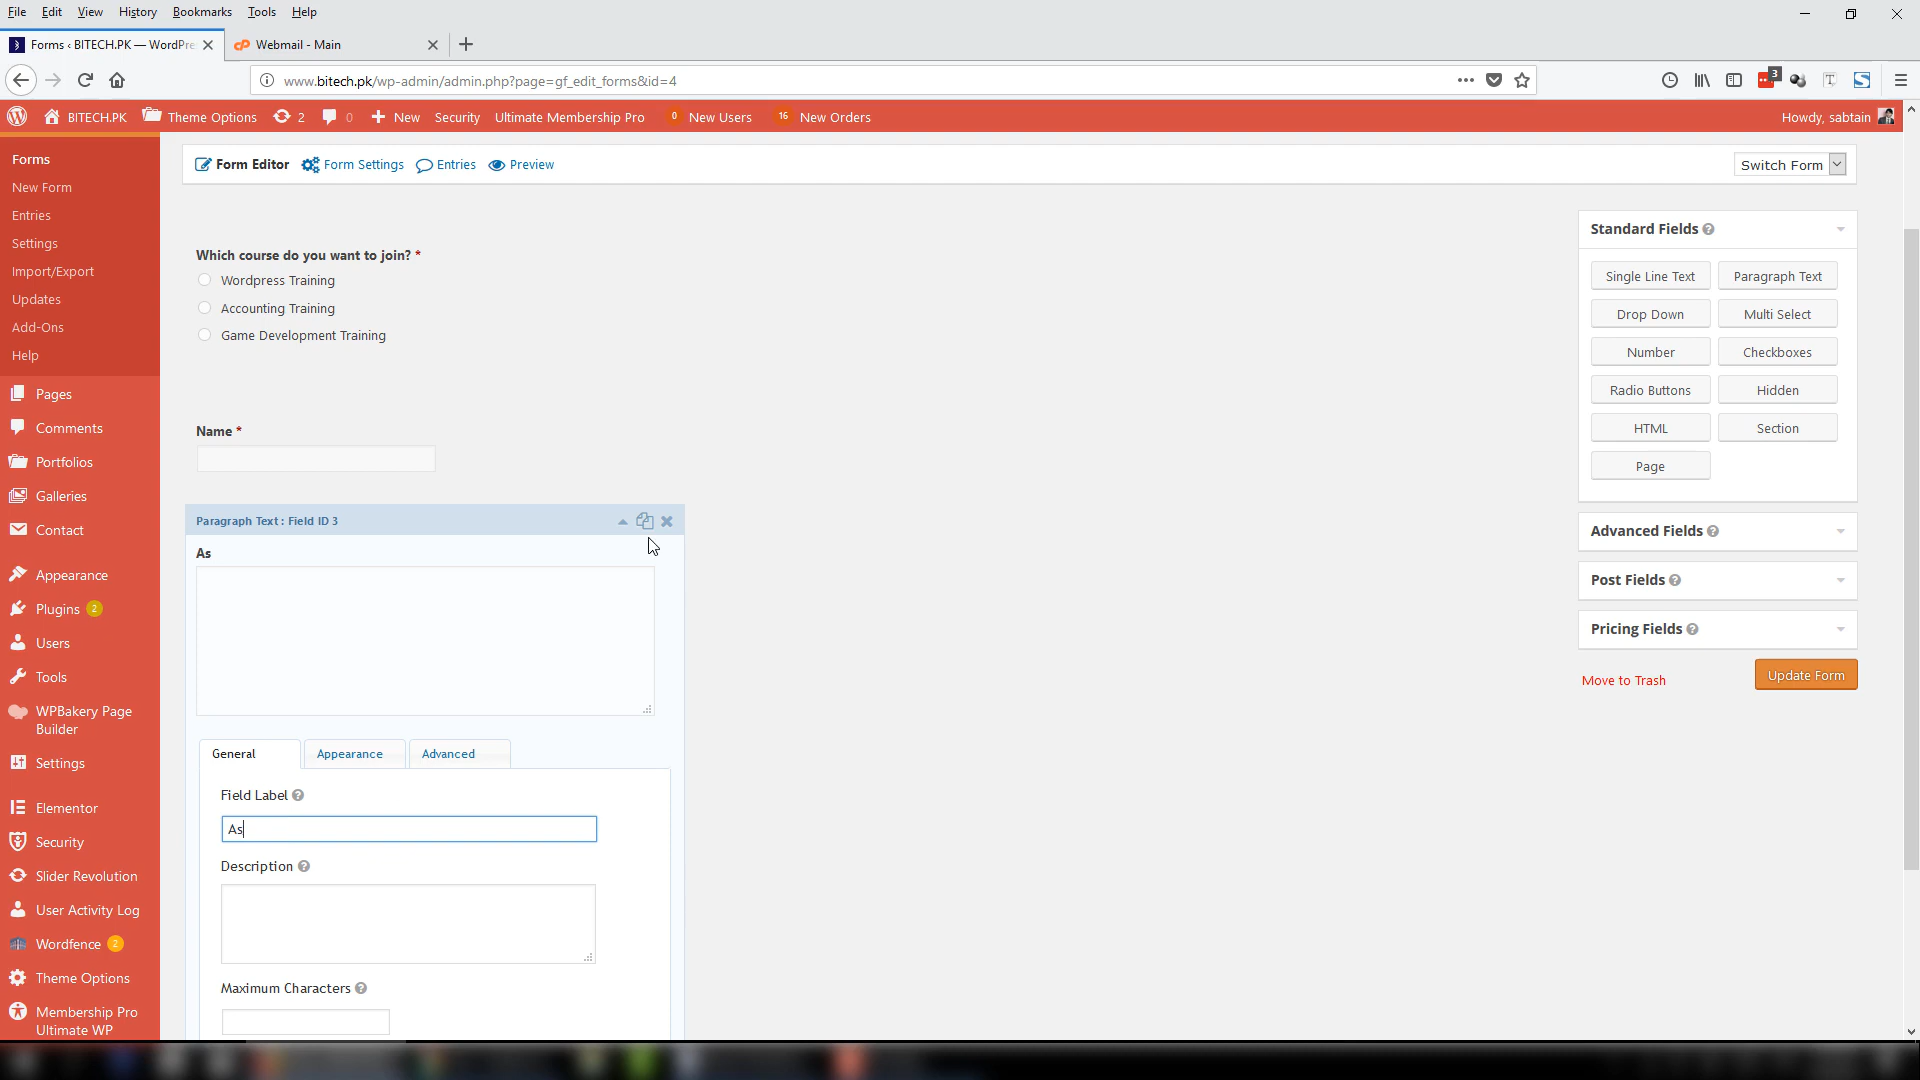 File Edit View History Bookmarks Tools Help
Forms ‹ BITECH.PK — WordPre
Webmail - Main
www.bitech.pk/wp-admin/admin.php?page=gf_edit_forms&id=4
3
BITECH.PK Theme Options 2 0 New Security Ultimate Membership Pro 0 New Users 16 New Orders Howdy, sabtain
Forms
New Form
Entries
Settings
Import/Export
Updates
Add-Ons
Help
Pages
Comments
Portfolios
Galleries
Contact
Appearance
Plugins 2
Users
Tools
WPBakery Page
Builder
Settings
Elementor
Security
Slider Revolution
User Activity Log
Wordfence 2
Theme Options
Membership Pro
Ultimate WP
Form Editor Form Settings Entries Preview Switch Form
Which course do you want to join? *
Wordpress Training
Accounting Training
Game Development Training
Name *
Paragraph Text : Field ID 3
As
General Appearance Advanced
Field Label
As
Description
Maximum Characters
Standard Fields
Single Line Text Paragraph Text
Drop Down Multi Select
Number Checkboxes
Radio Buttons Hidden
HTML Section
Page
Advanced Fields
Post Fields
Pricing Fields
Move to Trash Update Form